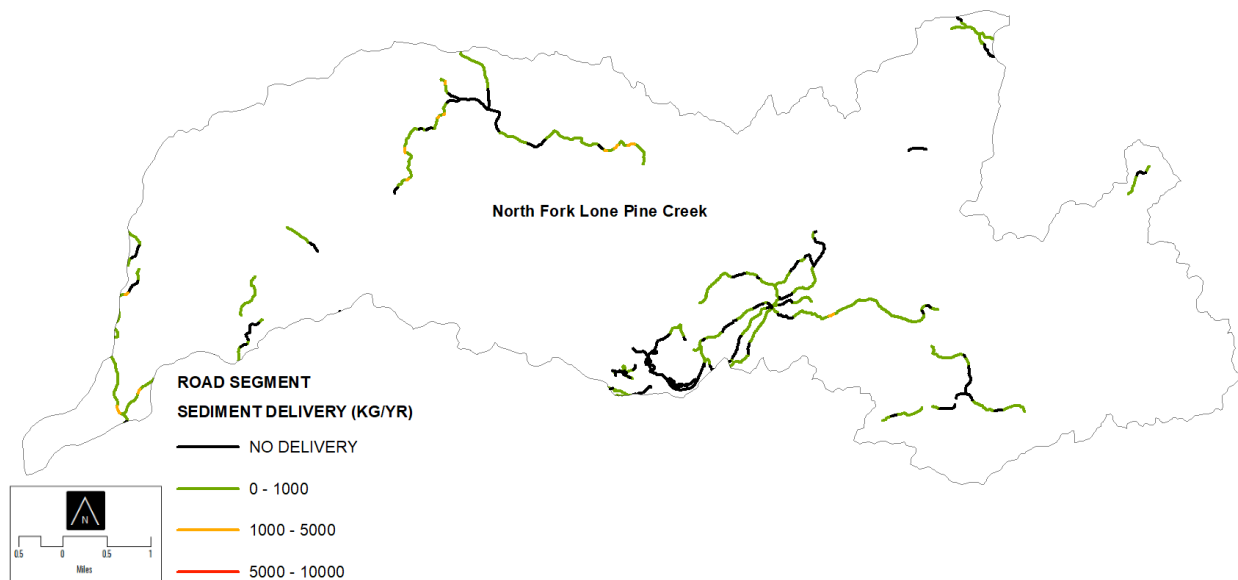 North Fork Lone Pine Creek
ROAD SEGMENT
SEDIMENT DELIVERY (KG/YR)
NO DELIVERY
0 - 1000
1000 - 5000
5000 - 10000
N
0.5 0 0.5 1
Miles